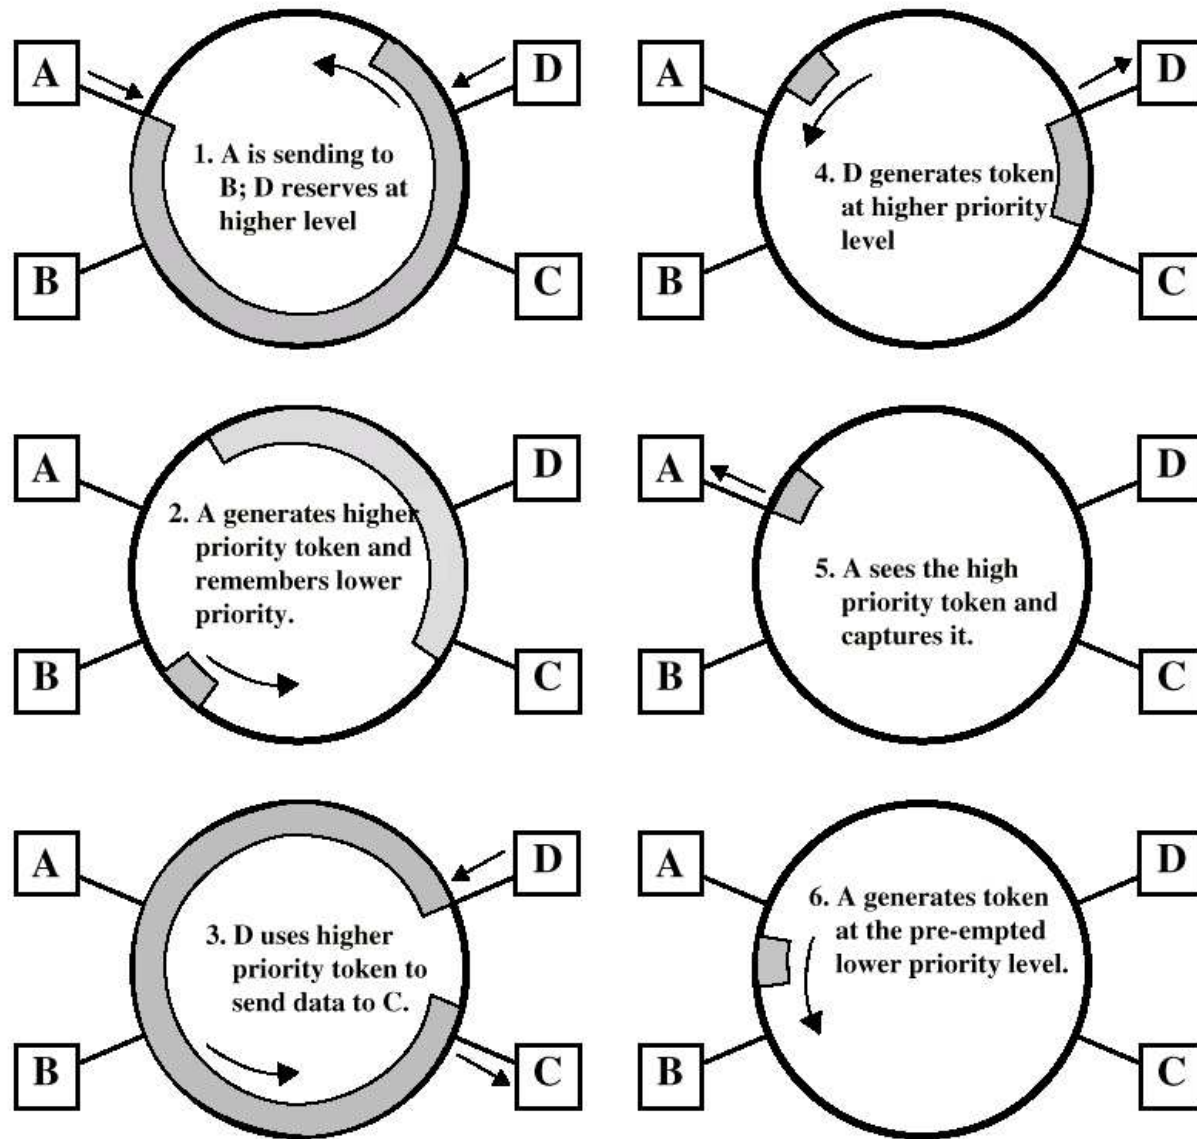 A
D
1. A is sending to
B; D reserves at
higher level
B
C
A
D
2. A generates higher
priority token and
remembers lower
priority.
B
C
A
D
3. D uses higher
priority token to
send data to C.
B
C
A
D
4. D generates token
at higher priority
level
B
C
A
D
5. A sees the high
priority token and
captures it.
B
C
A
D
6. A generates token
at the pre-empted
lower priority level.
B
C